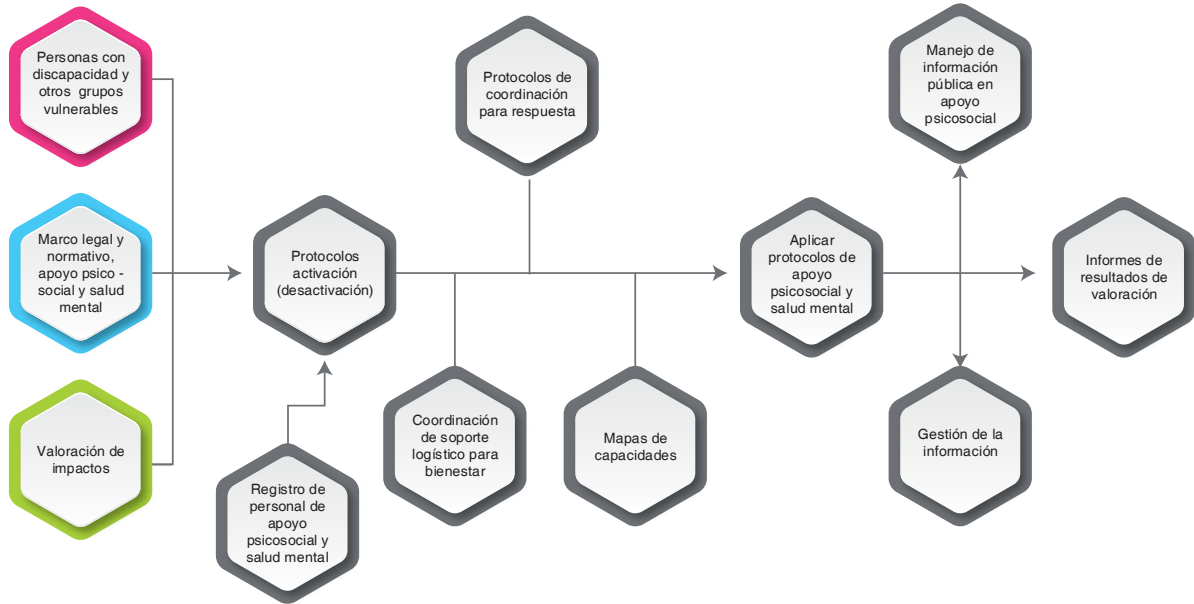 Personas con
discapacidad y
otros grupos
vulnerables
Marco legal y
normativo,
apoyo psico -
social y salud
mental
Valoración de
impactos
Protocolos
activación
(desactivación)
Registro de
personal de
apoyo
psicosocial y
salud mental
Protocolos de
coordinación
para respuesta
Coordinación
de soporte
logístico para
bienestar
Mapas de
capacidades
Aplicar
protocolos de
apoyo
psicosocial y
salud mental
Manejo de
información
pública en
apoyo
psicosocial
Informes de
resultados de
valoración
Gestión de la
información